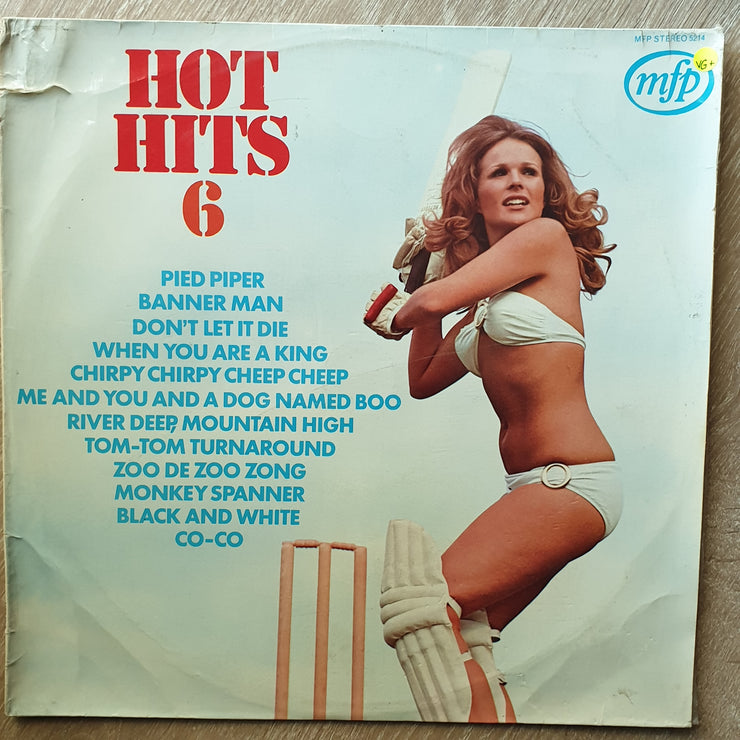 MFP STEREO 5214
mfp
VG+
HOT
HITS
6
PIED PIPER
BANNER MAN
DON'T LET IT DIE
WHEN YOU ARE A KING
CHIRPY CHIRPY CHEEP CHEEP
ME AND YOU AND A DOG NAMED BOO
RIVER DEEP, MOUNTAIN HIGH
TOM-TOM TURNAROUND
ZOO DE ZOO ZONG
MONKEY SPANNER
BLACK AND WHITE
CO-CO